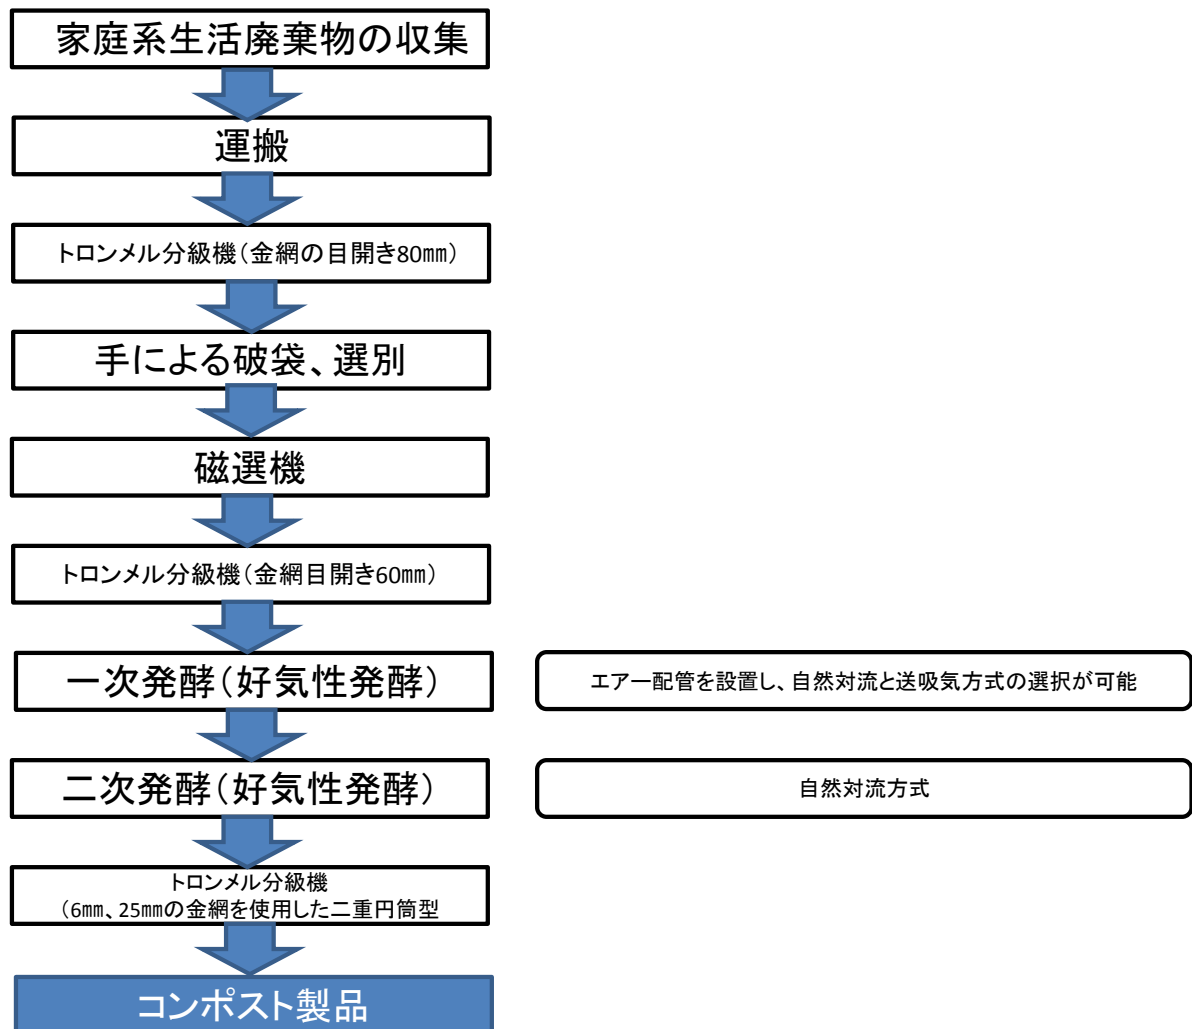 家庭系生活廃棄物の収集
運搬
トロンメル分級機（金網の目開き80㎜）
手による破袋、選別
磁選機
トロンメル分級機（金網目開き60㎜）
一次発酵（好気性発酵）
エアー配管を設置し、自然対流と送吸気方式の選択が可能
二次発酵（好気性発酵）
自然対流方式
トロンメル分級機
（6㎜、25㎜の金網を使用した二重円筒型
コンポスト製品